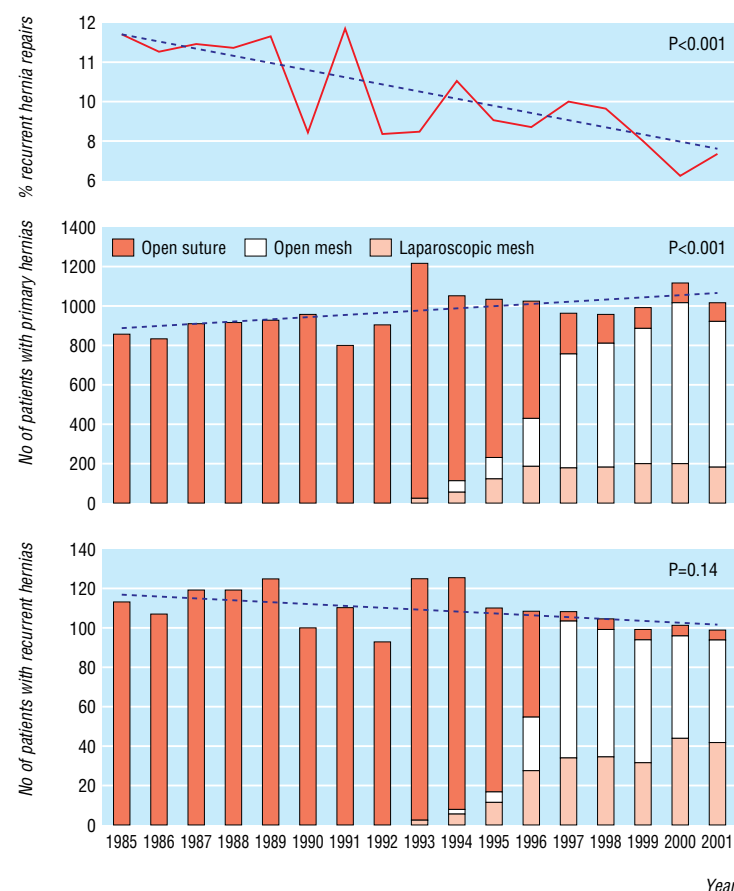 % recurrent hernia repairs
12
11
10
8
6
P<0.001
No of patients with primary hernias
1400
1200
1000
800
600
400
200
0
Open suture Open mesh Laparoscopic mesh P<0.001
No of patients with recurrent hernias
140
120
100
80
60
40
20
0
P=0.14
1985 1986 1987 1988 1989 1990 1991 1992 1993 1994 1995 1996 1997 1998 1999 2000 2001
Year